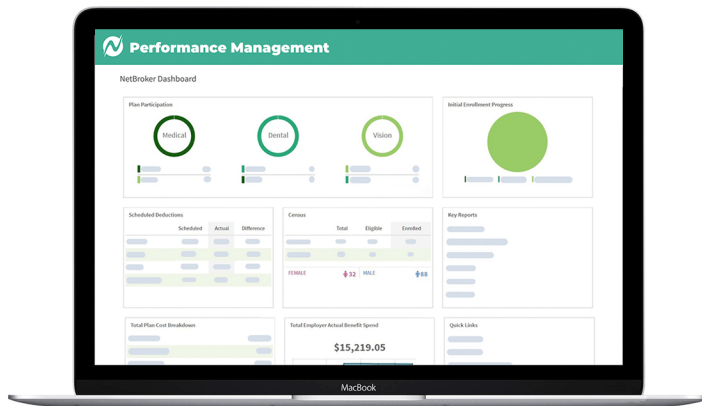 Performance Management
NetBroker Dashboard
Plan Participation
Medical
Dental
Vision
Initial Enrollment Progress
Scheduled Deductions
Scheduled Actual Difference
Census
Total Eligible Enrolled
FEMALE 32 MALE 88
Key Reports
Total Plan Cost Breakdown
Total Employer Actual Benefit Spend
$15,219.05
Quick Links
MacBook